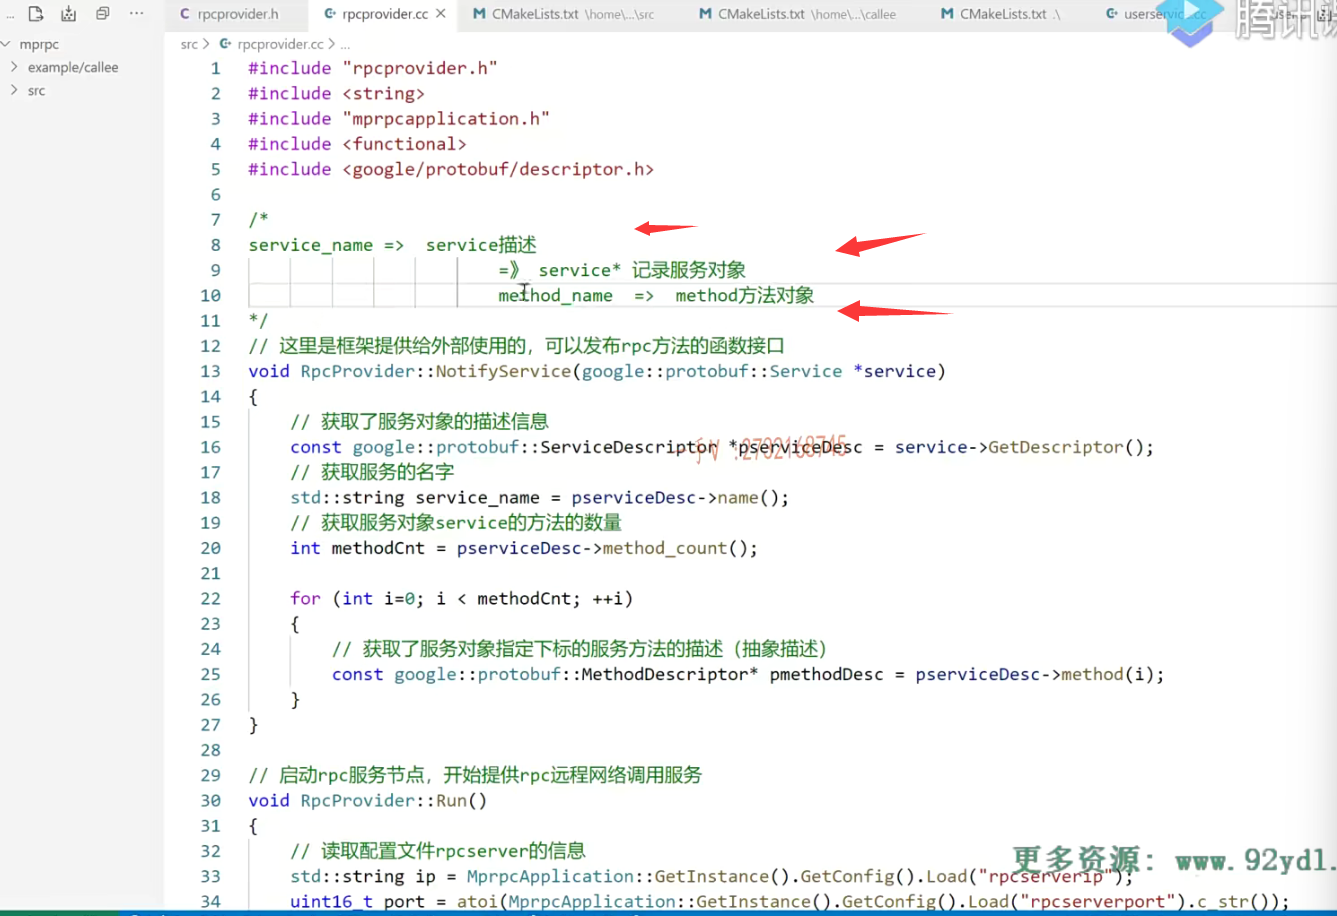 ... ...
rpcprovider.h
rpcprovider.cc
CMakeLists.txt \home\...\src
CMakeLists.txt \home\...\callee
CMakeLists.txt .\
userservice.cc
腾讯课
src > rpcprovider.cc > ...
mprpc
example/callee
src
1 #include "rpcprovider.h"
2 #include <string>
3 #include "mprpcapplication.h"
4 #include <functional>
5 #include <google/protobuf/descriptor.h>
6
7 /*
8 service_name => service描述
9 =》 service* 记录服务对象
10 method_name => method方法对象
11 */
12 // 这里是框架提供给外部使用的，可以发布rpc方法的函数接口
13 void RpcProvider::NotifyService(google::protobuf::Service *service)
14 {
15 // 获取了服务对象的描述信息
16 const google::protobuf::ServiceDescriptor *pserviceDesc = service->GetDescriptor();
17 // 获取服务的名字
18 std::string service_name = pserviceDesc->name();
19 // 获取服务对象service的方法的数量
20 int methodCnt = pserviceDesc->method_count();
21
22 for (int i=0; i < methodCnt; ++i)
23 {
24 // 获取了服务对象指定下标的服务方法的描述（抽象描述）
25 const google::protobuf::MethodDescriptor* pmethodDesc = pserviceDesc->method(i);
26 }
27 }
28
29 // 启动rpc服务节点，开始提供rpc远程网络调用服务
30 void RpcProvider::Run()
31 {
32 // 读取配置文件rpcserver的信息
33 std::string ip = MprpcApplication::GetInstance().GetConfig().Load("rpcserverip");
34 uint16_t port = atoi(MprpcApplication::GetInstance().GetConfig().Load("rpcserverport").c_str());
更多资源: www.92yd1.